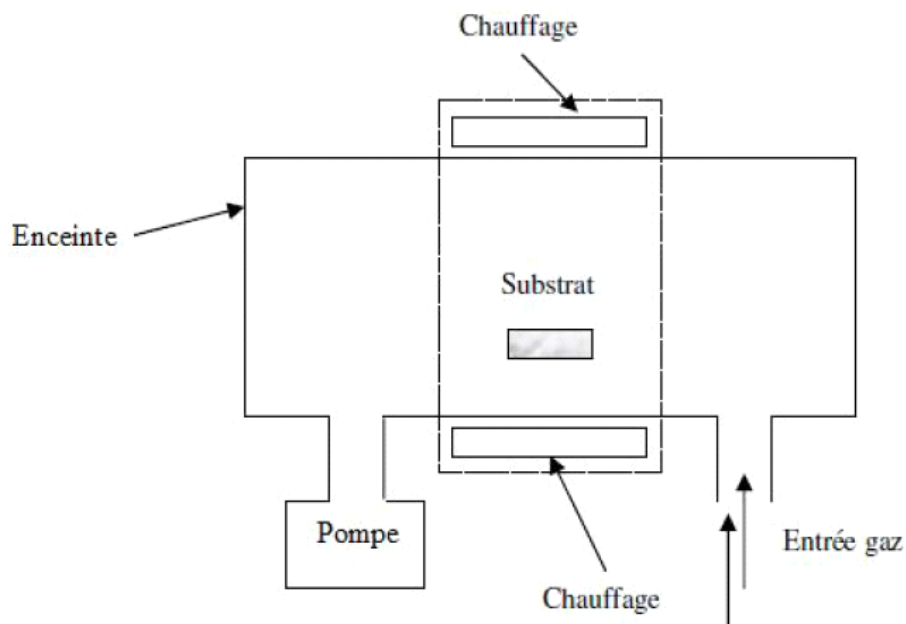 Chauffage
Enceinte
Substrat
Pompe
Entrée gaz
Chauffage